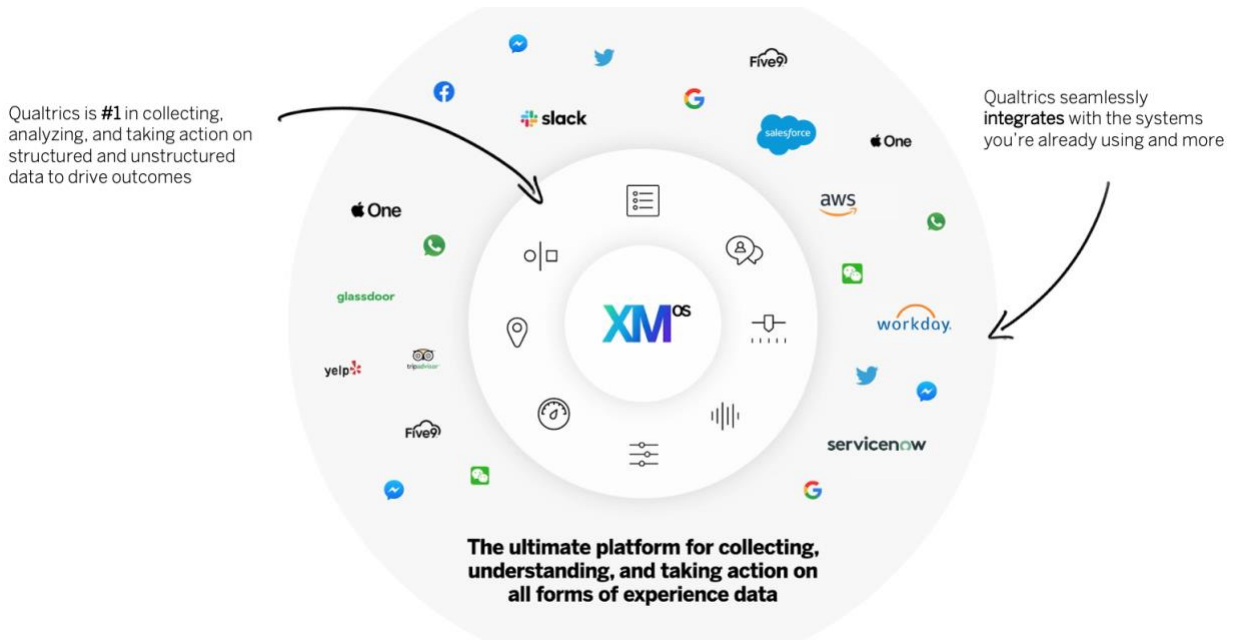 Qualtrics is #1 in collecting,
analyzing, and taking action on
structured and unstructured
data to drive outcomes
Qualtrics seamlessly
integrates with the systems
you're already using and more
Five9
slack
salesforce
One
One
aws
glassdoor
workday.
yelp
tripadvisor
Five9
servicenow
XM OS
The ultimate platform for collecting,
understanding, and taking action on
all forms of experience data